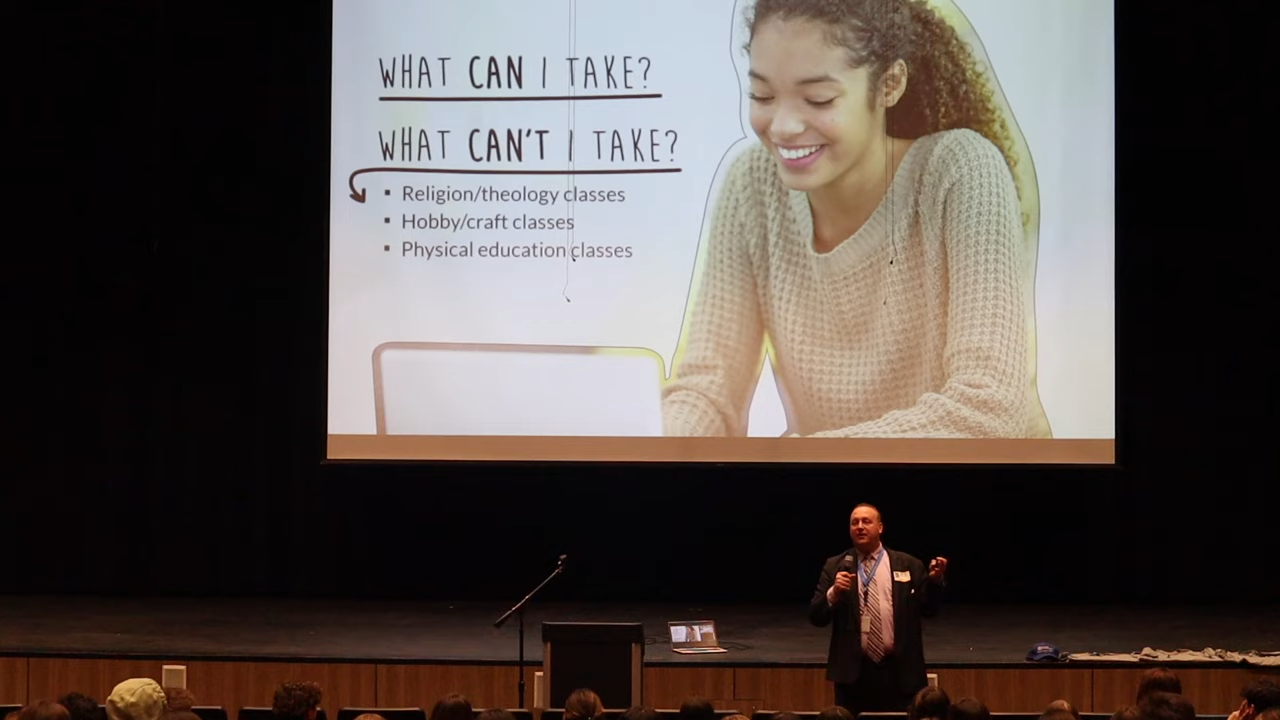 WHAT CAN I TAKE?
WHAT CAN'T I TAKE?
▪ Religion/theology classes
▪ Hobby/craft classes
▪ Physical education classes